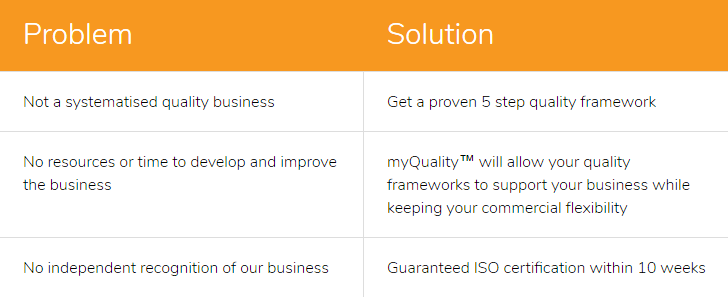 Problem
Solution
Not a systematised quality business
Get a proven 5 step quality framework
No resources or time to develop and improve
the business
myQuality™ will allow your quality
frameworks to support your business while
keeping your commercial flexibility
No independent recognition of our business
Guaranteed ISO certification within 10 weeks